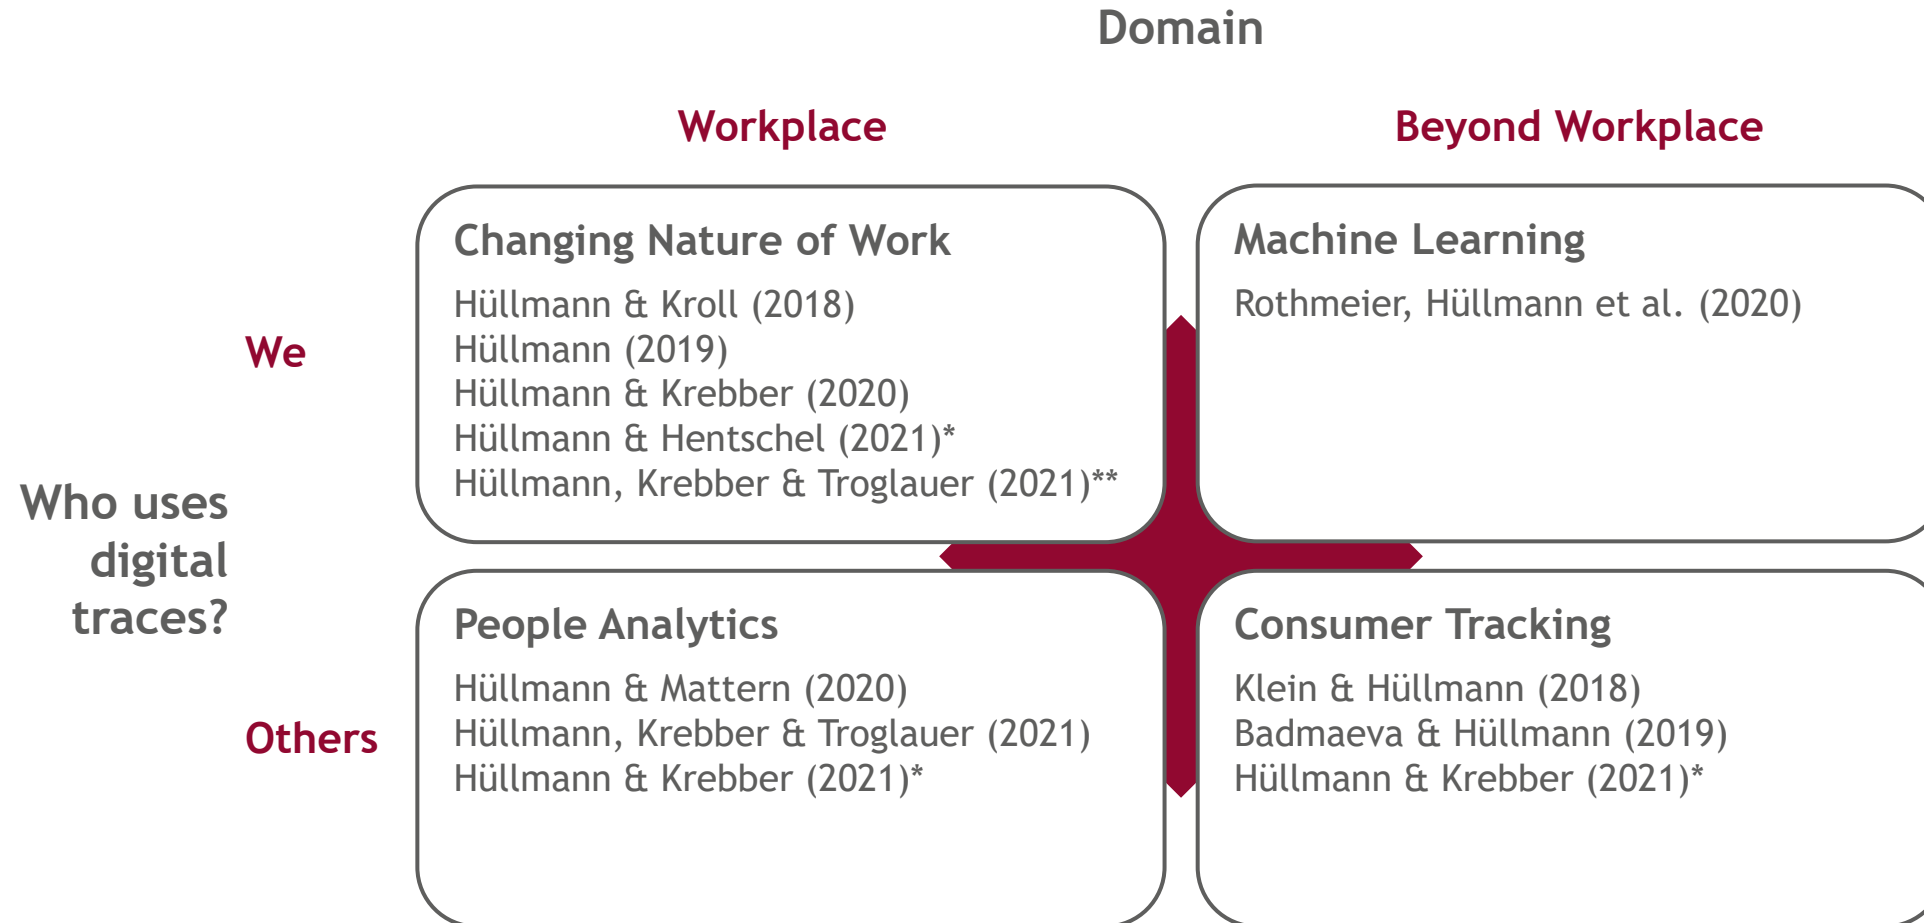 Domain
Workplace
Beyond Workplace
Who uses
digital
traces?
We
Changing Nature of Work
Hüllmann & Kroll (2018)
Hüllmann (2019)
Hüllmann & Krebber (2020)
Hüllmann & Hentschel (2021)*
Hüllmann, Krebber & Troglauer (2021)**
Machine Learning
Rothmeier, Hüllmann et al. (2020)
Others
People Analytics
Hüllmann & Mattern (2020)
Hüllmann, Krebber & Troglauer (2021)
Hüllmann & Krebber (2021)*
Consumer Tracking
Klein & Hüllmann (2018)
Badmaeva & Hüllmann (2019)
Hüllmann & Krebber (2021)*